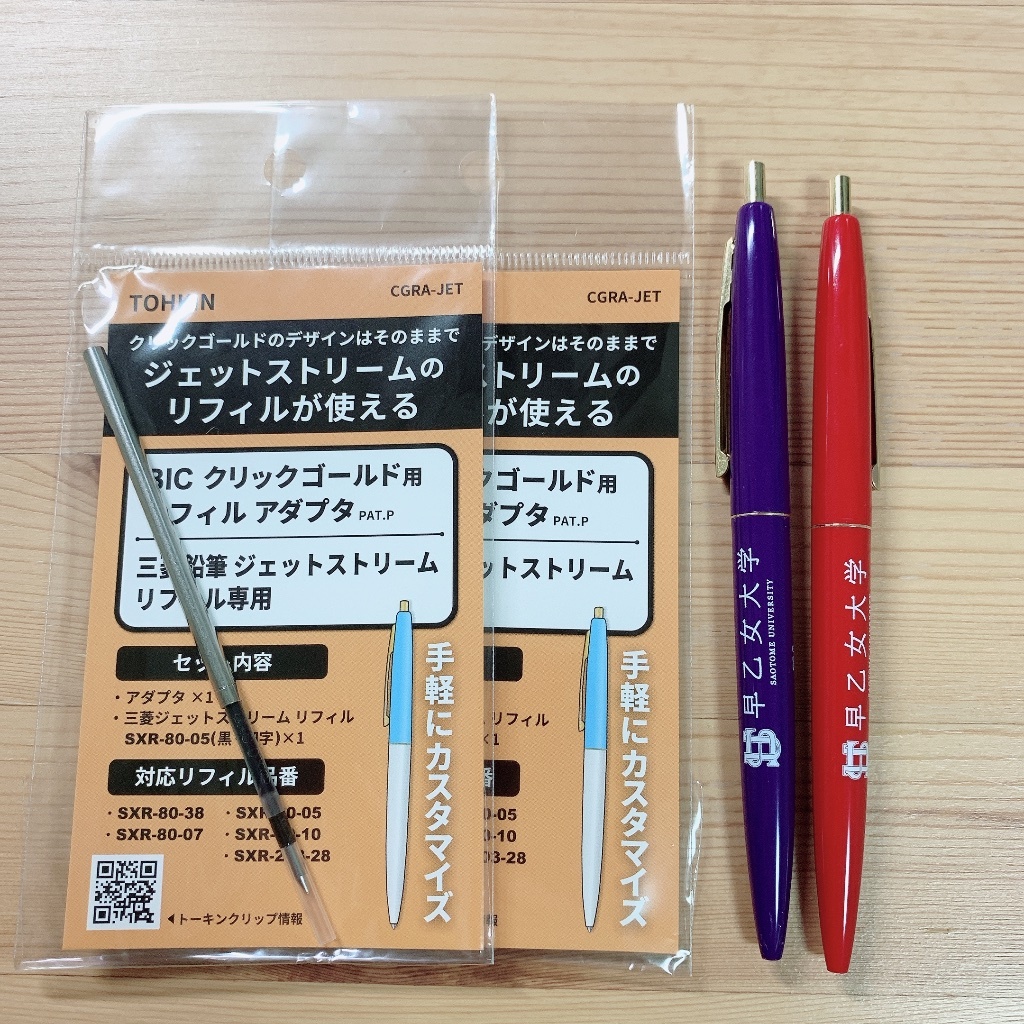 CGRA-JET
クリックゴールドのデザインはそのままで
ジェットストリームの
リフィルが使える
BIC クリックゴールド用
フィル アダプタ PAT.P
三菱鉛筆 ジェットストリーム
リフィル専用
セット内容
・アダプタ ×1
・三菱ジェットストリーム リフィル
SXR-80-05(黒 字)×1
対応リフィル品番
・SXR-80-38 ・SXR-80-05
・SXR-80-07 ・SXR-80-10
・SXR-203-28
◀トーキンクリップ情報
手軽にカスタマイズ
CGRA-JET
デザインはそのままで
ストリームの
が使える
ゴールド用
ダプタ PAT.P
ットストリーム
リフィル
×1
番
0-05
0-10
03-28
報
手軽にカスタマイズ
早乙女大学
SAOTOME UNIVERSITY
早乙女大学